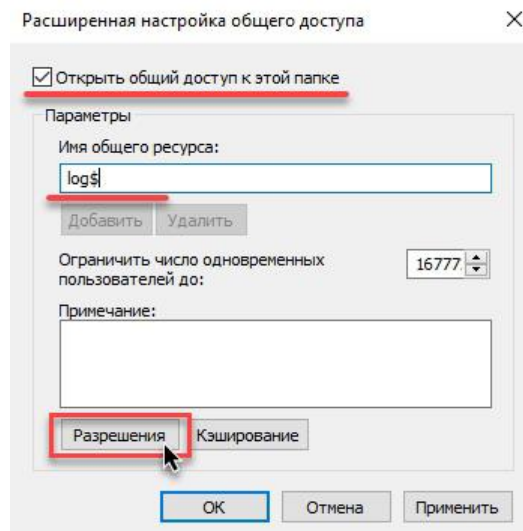 Расширенная настройка общего доступа
Открыть общий доступ к этой папке
Параметры
Имя общего ресурса:
log$
Добавить Удалить
Ограничить число одновременных 16777
пользователей до:
Примечание:
Разрешения Кэширование
ОК Отмена Применить